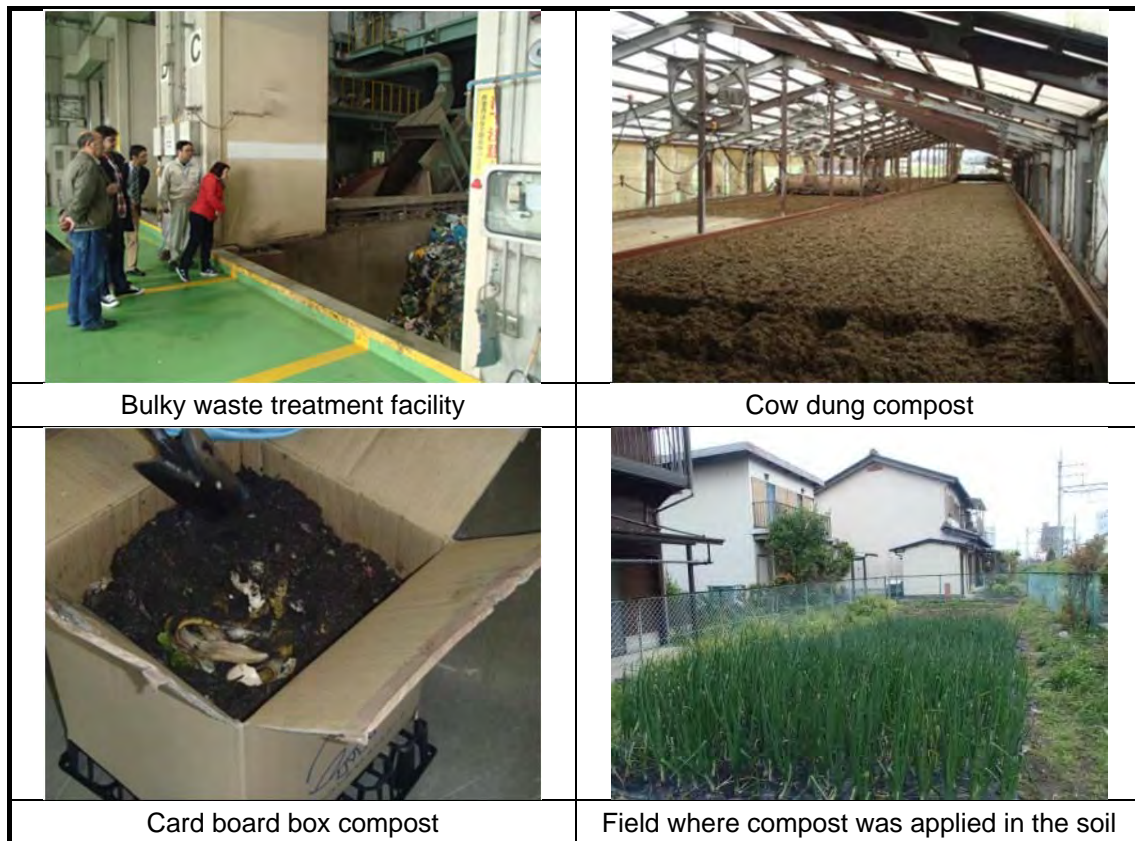 C
Bulky waste treatment facility
Cow dung compost
Card board box compost
Field where compost was applied in the soil